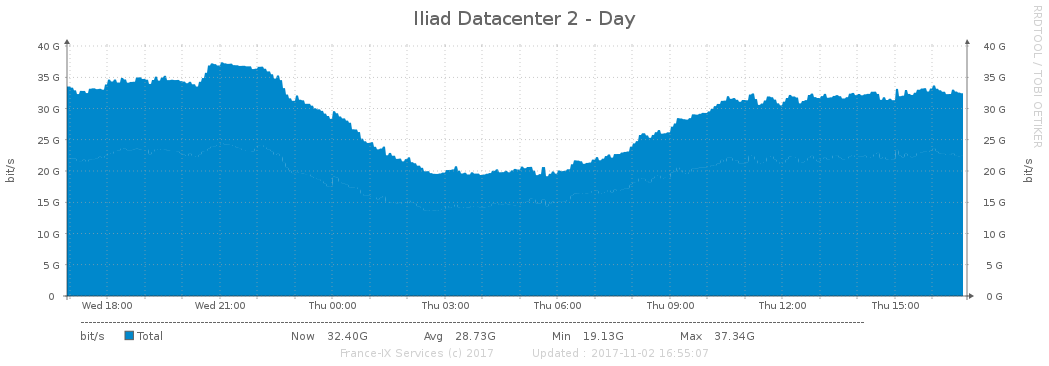 Iliad Datacenter 2 - Day
RRDTOOL / TOBI OETIKER
40 G 40 G
35 G 35 G
30 G 30 G
25 G 25 G
20 G 20 G
15 G 15 G
10 G 10 G
5 G 5 G
0 0 G
bit/s bit/s
Wed 18:00 Wed 21:00 Thu 00:00 Thu 03:00 Thu 06:00 Thu 09:00 Thu 12:00 Thu 15:00
bit/s Total Now 32.40G Avg 28.73G Min 19.13G Max 37.34G
France-IX Services (c) 2017 Updated : 2017-11-02 16:55:07